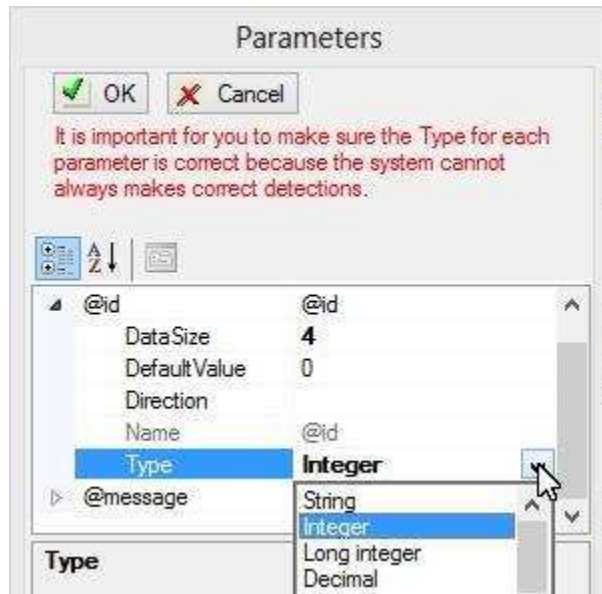 Parameters
OK Cancel
It is important for you to make sure the Type for each
parameter is correct because the system cannot
always makes correct detections.
A
Z
@id @id
DataSize 4
DefaultValue 0
Direction
Name @id
Type Integer
@message
String
Integer
Long integer
Type
Decimal